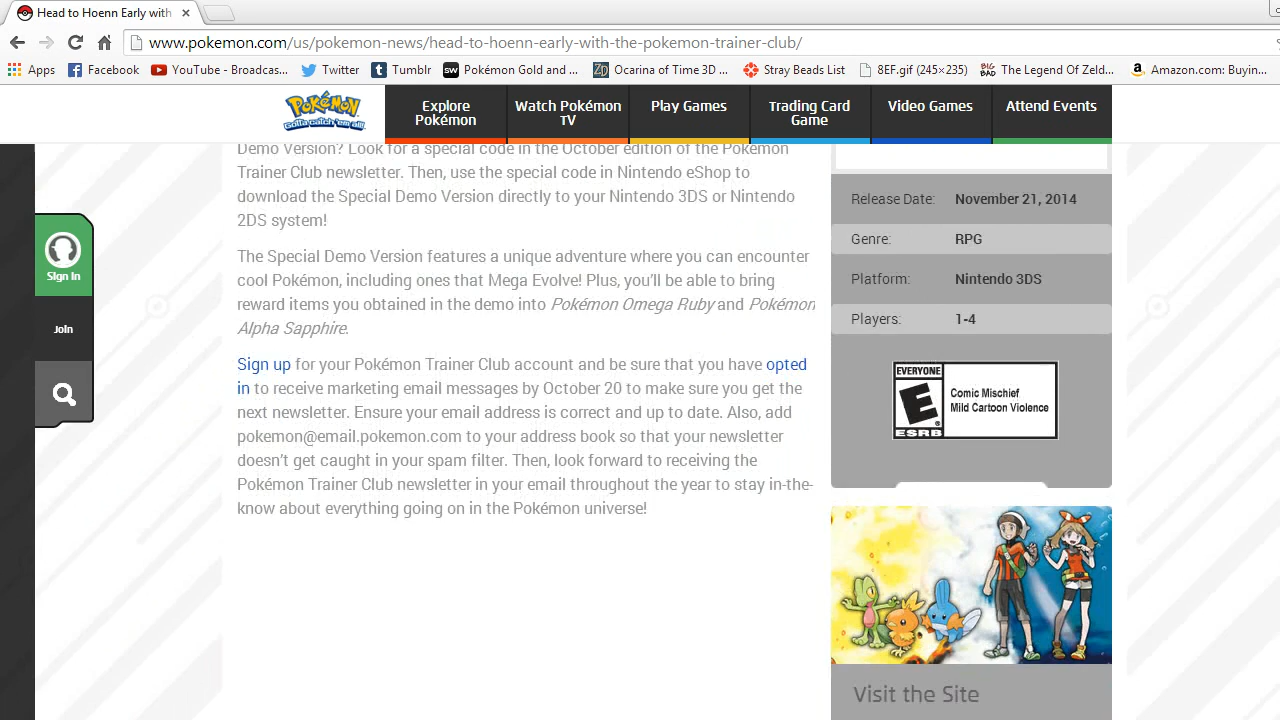 Head to Hoenn Early with
www.pokemon.com/us/pokemon-news/head-to-hoenn-early-with-the-pokemon-trainer-club/
Apps Facebook YouTube - Broadcas... Twitter Tumblr SW Pokémon Gold and ... ZD Ocarina of Time 3D ... Stray Beads List 8EF.gif (245×235) BIG BAD The Legend Of Zeld... a Amazon.com: Buyin...
POKéMON
Gotta catch 'em all!
Explore Pokémon
Watch Pokémon TV
Play Games
Trading Card Game
Video Games
Attend Events
Demo Version? Look for a special code in the October edition of the Pokémon
Trainer Club newsletter. Then, use the special code in Nintendo eShop to
download the Special Demo Version directly to your Nintendo 3DS or Nintendo
2DS system!
The Special Demo Version features a unique adventure where you can encounter
cool Pokémon, including ones that Mega Evolve! Plus, you’ll be able to bring
reward items you obtained in the demo into Pokémon Omega Ruby and Pokémon
Alpha Sapphire.
Sign up for your Pokémon Trainer Club account and be sure that you have opted
in to receive marketing email messages by October 20 to make sure you get the
next newsletter. Ensure your email address is correct and up to date. Also, add
pokemon@email.pokemon.com to your address book so that your newsletter
doesn’t get caught in your spam filter. Then, look forward to receiving the
Pokémon Trainer Club newsletter in your email throughout the year to stay in-the-
know about everything going on in the Pokémon universe!
Sign In
Join
Release Date: November 21, 2014
Genre: RPG
Platform: Nintendo 3DS
Players: 1-4
EVERYONE
E
ESRB
Comic Mischief
Mild Cartoon Violence
Visit the Site